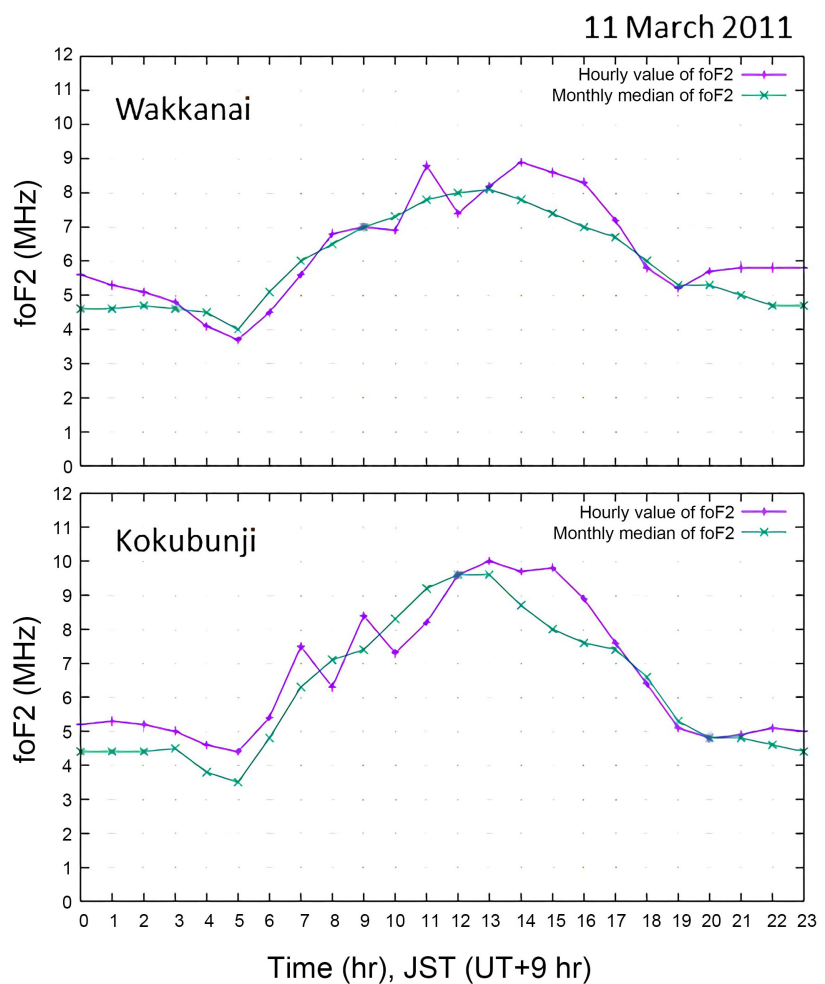 11 March 2011
12
11
10
9
8
7
6
5
4
3
2
1
0
foF2 (MHz)
Wakkanai
Hourly value of foF2
Monthly median of foF2
12
11
10
9
8
7
6
5
4
3
2
1
0
foF2 (MHz)
Kokubunji
Hourly value of foF2
Monthly median of foF2
0 1 2 3 4 5 6 7 8 9 10 11 12 13 14 15 16 17 18 19 20 21 22 23
Time (hr), JST (UT+9 hr)